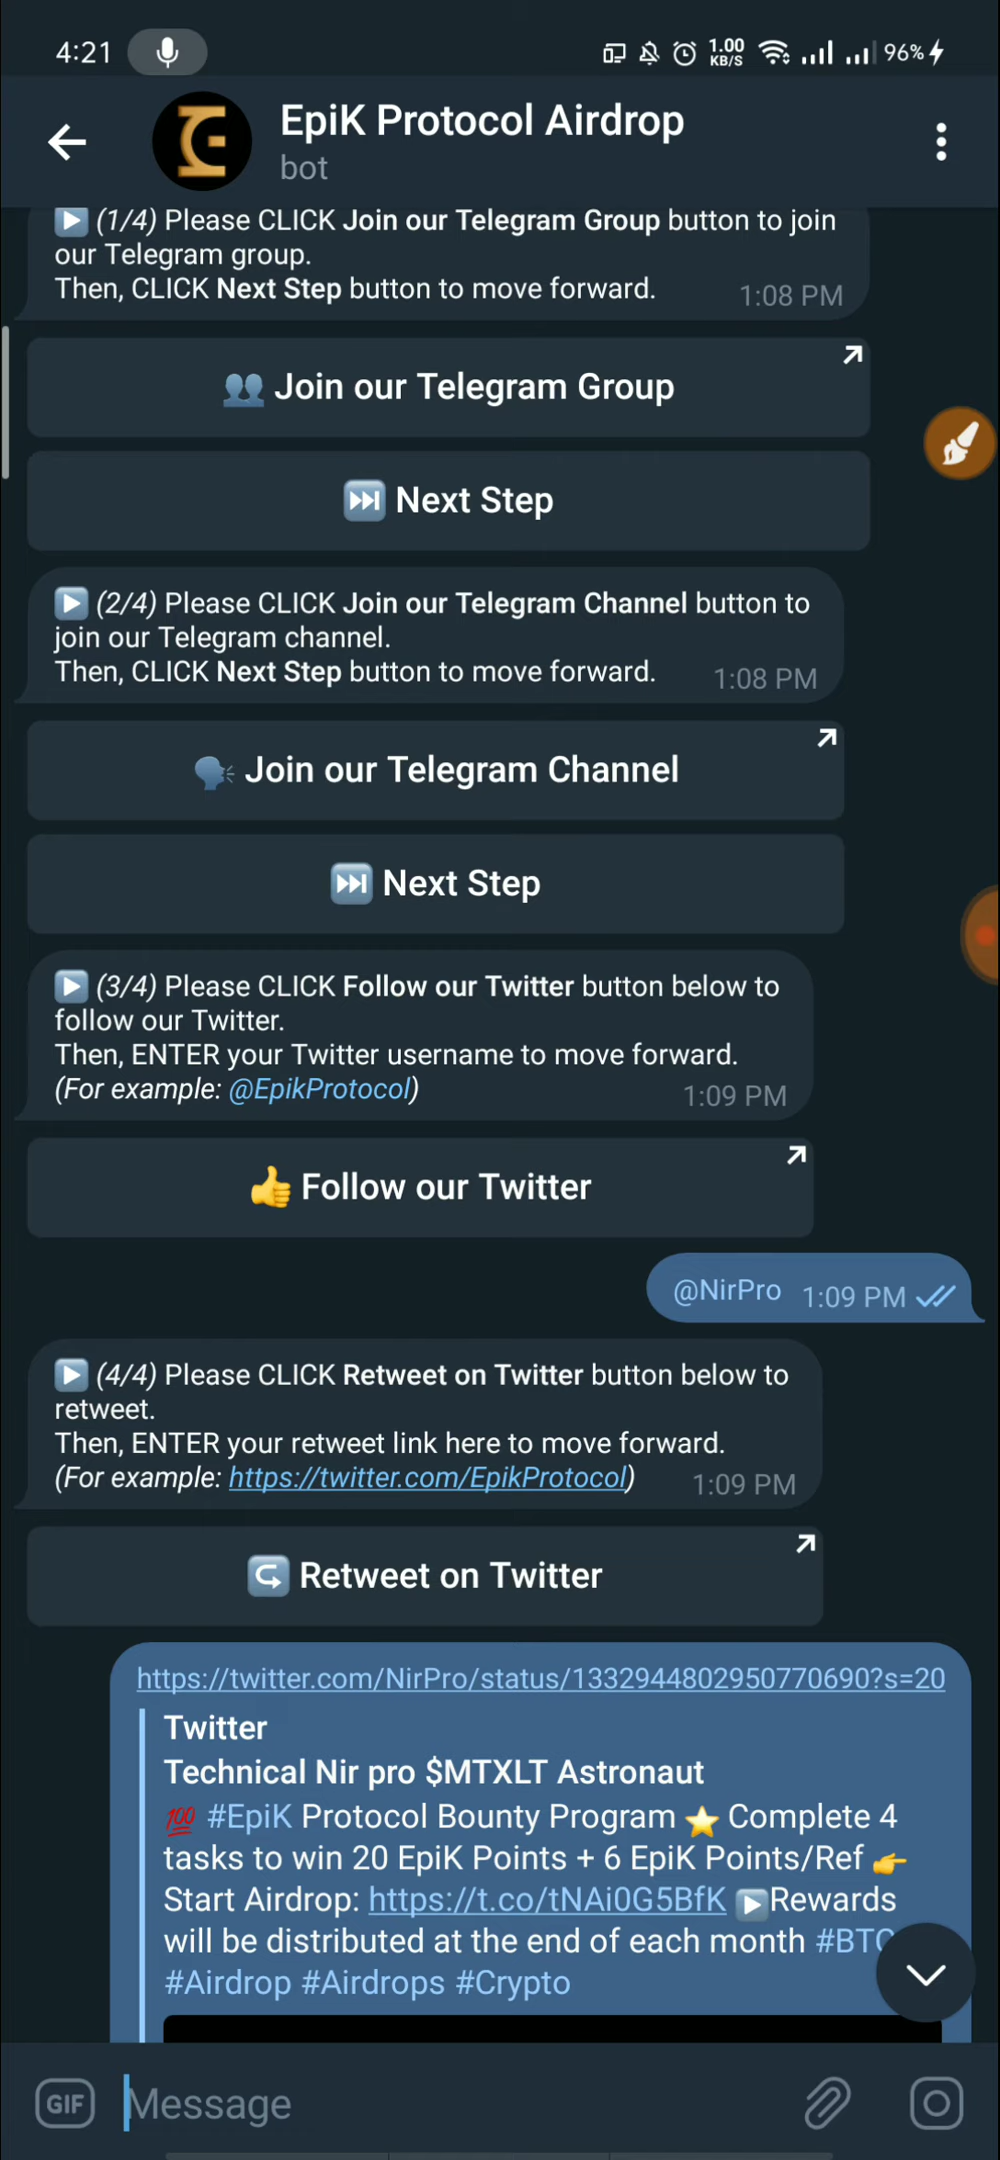 4:21
1.00 KB/S
96%
EpiK Protocol Airdrop
bot
(1/4) Please CLICK Join our Telegram Group button to join
our Telegram group.
Then, CLICK Next Step button to move forward.
1:08 PM
Join our Telegram Group
Next Step
(2/4) Please CLICK Join our Telegram Channel button to
join our Telegram channel.
Then, CLICK Next Step button to move forward.
1:08 PM
Join our Telegram Channel
Next Step
(3/4) Please CLICK Follow our Twitter button below to
follow our Twitter.
Then, ENTER your Twitter username to move forward.
(For example: @EpikProtocol)
1:09 PM
Follow our Twitter
@NirPro 1:09 PM
(4/4) Please CLICK Retweet on Twitter button below to
retweet.
Then, ENTER your retweet link here to move forward.
(For example: https://twitter.com/EpikProtocol)
1:09 PM
Retweet on Twitter
https://twitter.com/NirPro/status/1332944802950770690?s=20
Twitter
Technical Nir pro $MTXLT Astronaut
💯 #EpiK Protocol Bounty Program ⭐ Complete 4
tasks to win 20 EpiK Points + 6 EpiK Points/Ref 👉
Start Airdrop: https://t.co/tNAi0G5BfK ▶️Rewards
will be distributed at the end of each month #BTC
#Airdrop #Airdrops #Crypto
GIF
Message